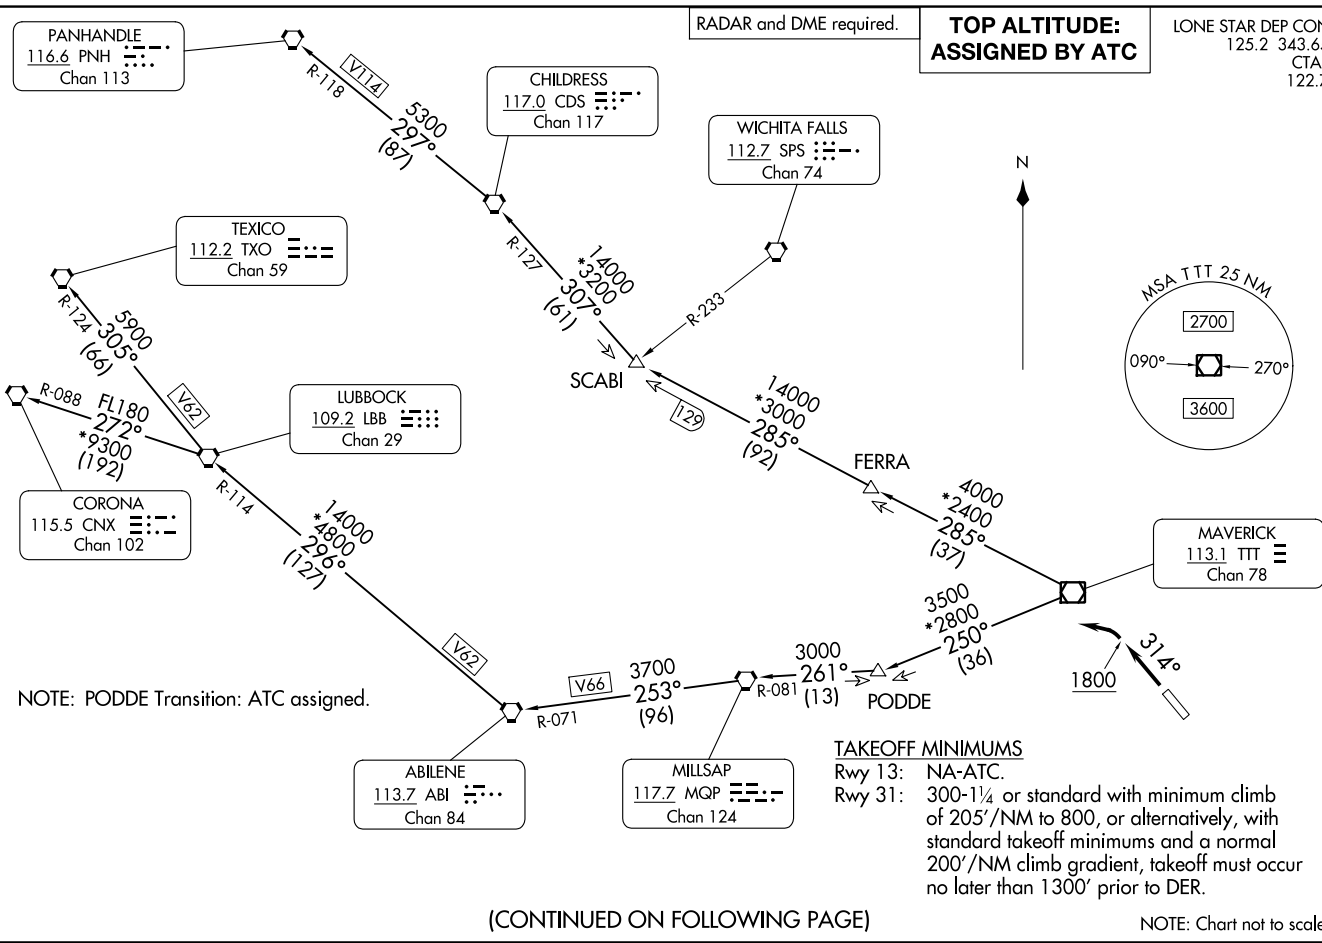 PANHANDLE
116.6 PNH
Chan 113
RADAR and DME required.
TOP ALTITUDE:
ASSIGNED BY ATC
LONE STAR DEP CON
125.2 343.65
CTA
122.7
R-118
V114
5300
297°
(87)
CHILDRESS
117.0 CDS
Chan 117
WICHITA FALLS
112.7 SPS
Chan 74
N
TEXICO
112.2 TXO
Chan 59
R-127
14000
*3200
307°
(61)
R-233
MSA TTT 25 NM
2700
090°
270°
3600
R-124
5900
305°
(66)
V62
SCABI
129
14000
*3000
285°
(92)
R-088
FL180
272°
*9300
(192)
LUBBOCK
109.2 LBB
Chan 29
FERRA
4000
*2400
285°
(37)
CORONA
115.5 CNX
Chan 102
R-114
14000
*4800
296°
(127)
MAVERICK
113.1 TTT
Chan 78
3500
*2800
250°
(36)
314°
1800
V62
NOTE: PODDE Transition: ATC assigned.
R-071
V66
3700
253°
(96)
R-081
3000
261°
(13)
PODDE
ABILENE
113.7 ABI
Chan 84
MILLSAP
117.7 MQP
Chan 124
TAKEOFF MINIMUMS
Rwy 13: NA-ATC.
Rwy 31: 300-1¼ or standard with minimum climb
of 205'/NM to 800, or alternatively, with
standard takeoff minimums and a normal
200'/NM climb gradient, takeoff must occur
no later than 1300' prior to DER.
(CONTINUED ON FOLLOWING PAGE)
NOTE: Chart not to scale